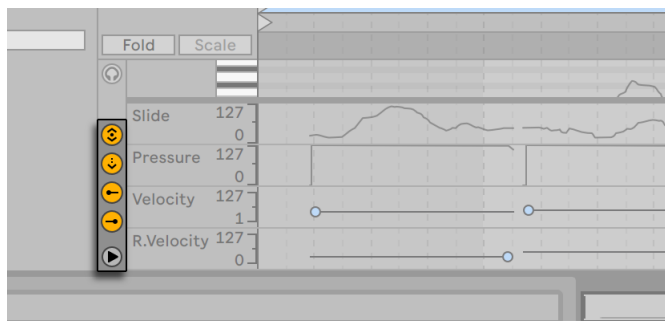 Fold Scale
Slide 127
0
Pressure 127
0
Velocity 127
1
R.Velocity 127
0